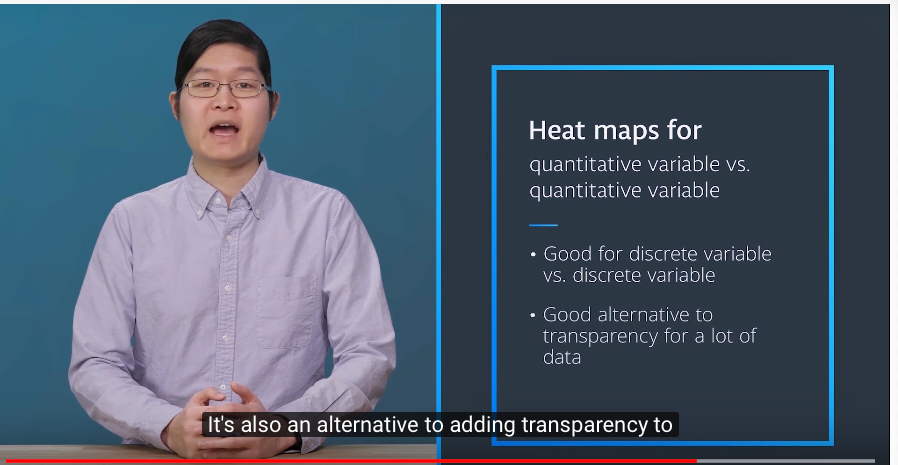 Heat maps for
quantitative variable vs.
quantitative variable
• Good for discrete variable
vs. discrete variable
• Good alternative to
transparency for a lot of
data
It's also an alternative to adding transparency to